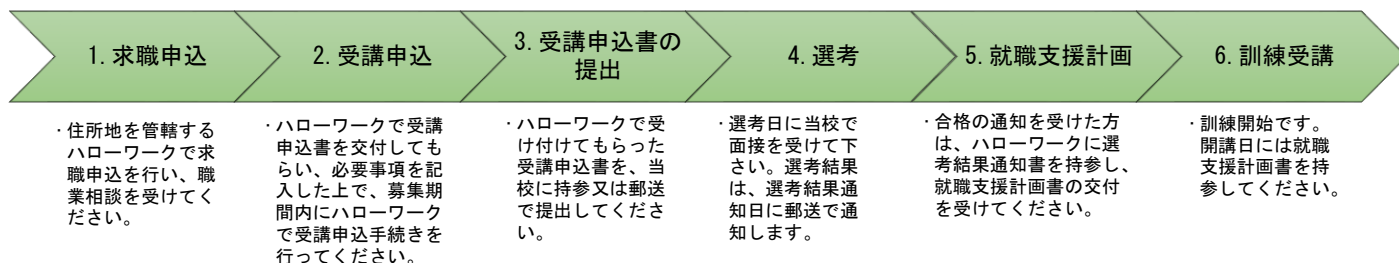 1. 求職申込
2. 受講申込
3. 受講申込書の
提出
4. 選考
5. 就職支援計画
6. 訓練受講
・住所地を管轄する
ハローワークで求
職申込を行い、職
業相談を受けてく
ださい。
・ハローワークで受講
申込書を交付しても
らい、必要事項を記
入した上で、募集期
間内にハローワーク
で受講申込手続きを
行ってください。
・ハローワークで受
け付けてもらった
受講申込書を、当
校に持参又は郵送
で提出してくださ
い。
・選考日に当校で
面接を受けて下
さい。選考結果
は、選考結果通
知日に郵送で通
知します。
・合格の通知を受けた方
は、ハローワークに選
考結果通知書を持参し、
就職支援計画書の交付
を受けてください。
・訓練開始です。
開講日には就職
支援計画書を持
参してください。